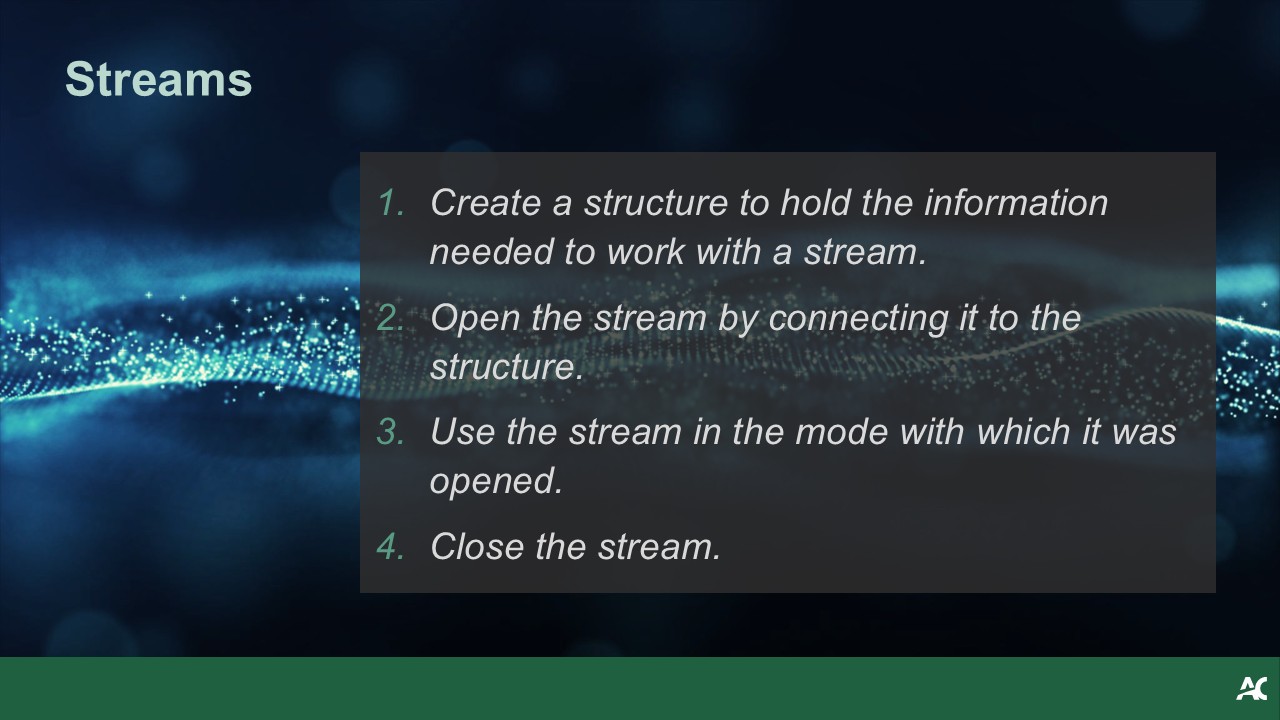 Streams
1. Create a structure to hold the information
needed to work with a stream.
2. Open the stream by connecting it to the
structure.
3. Use the stream in the mode with which it was
opened.
4. Close the stream.
AC